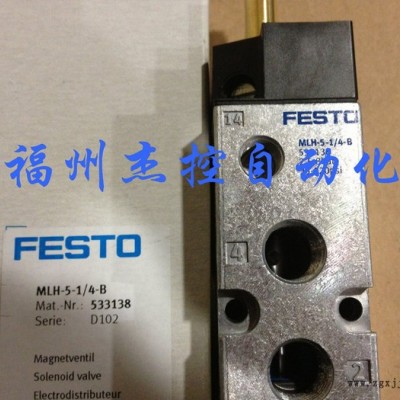 14
FESTO
MLH-5-1/4-B
福州杰控自动化
4
FESTO
MLH-5-1/4-B
Mat.-Nr.: 533138
Serie: D102
Magnetventil
Solenoid valve
Electrodistributeur
2